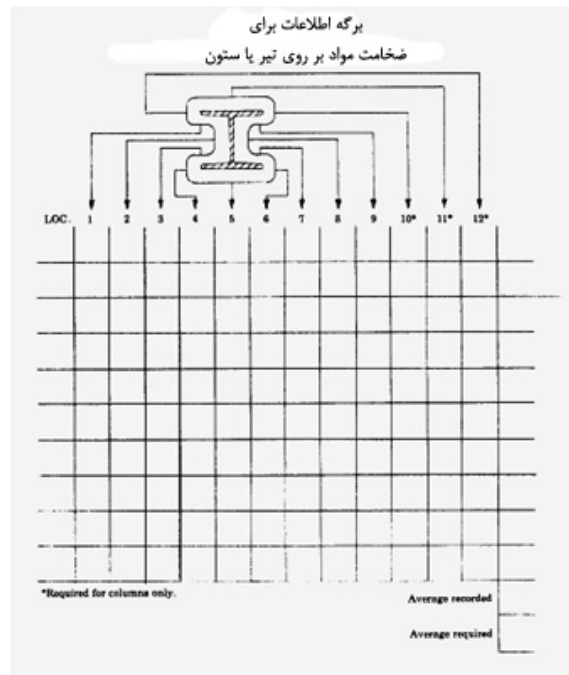 برگه اطلاعات برای
ضخامت مواد بر روی تیر یا ستون
LOC. 1 2 3 4 5 6 7 8 9 10* 11* 12*
*Required for columns only.
Average recorded
Average required